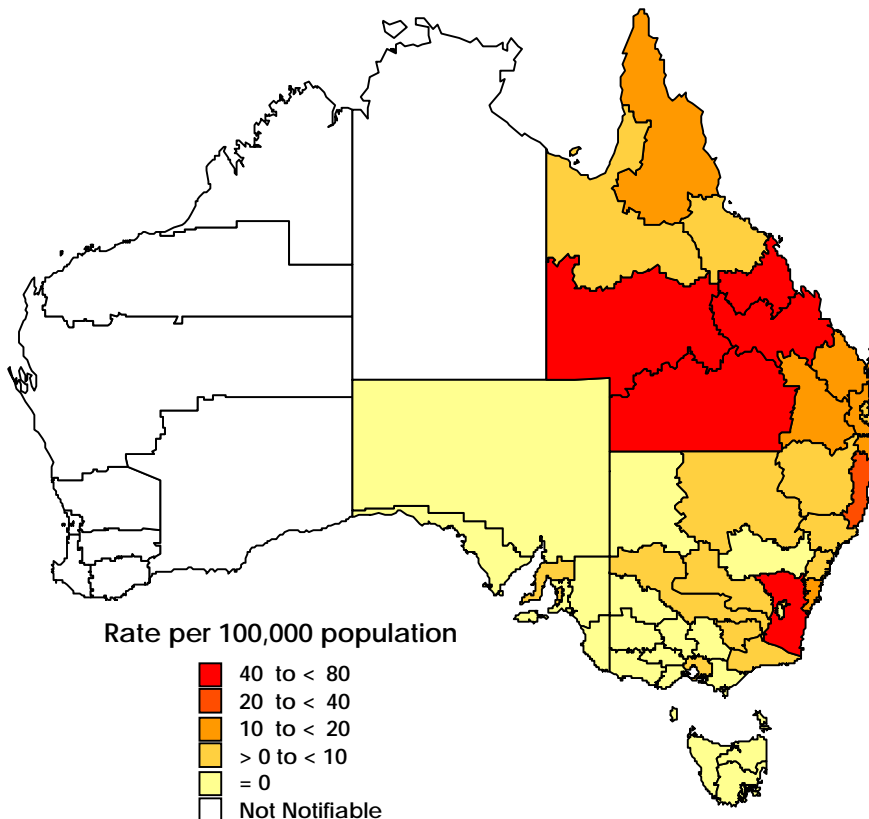 Rate per 100,000 population
40 to < 80
20 to < 40
10 to < 20
> 0 to < 10
= 0
Not Notifiable